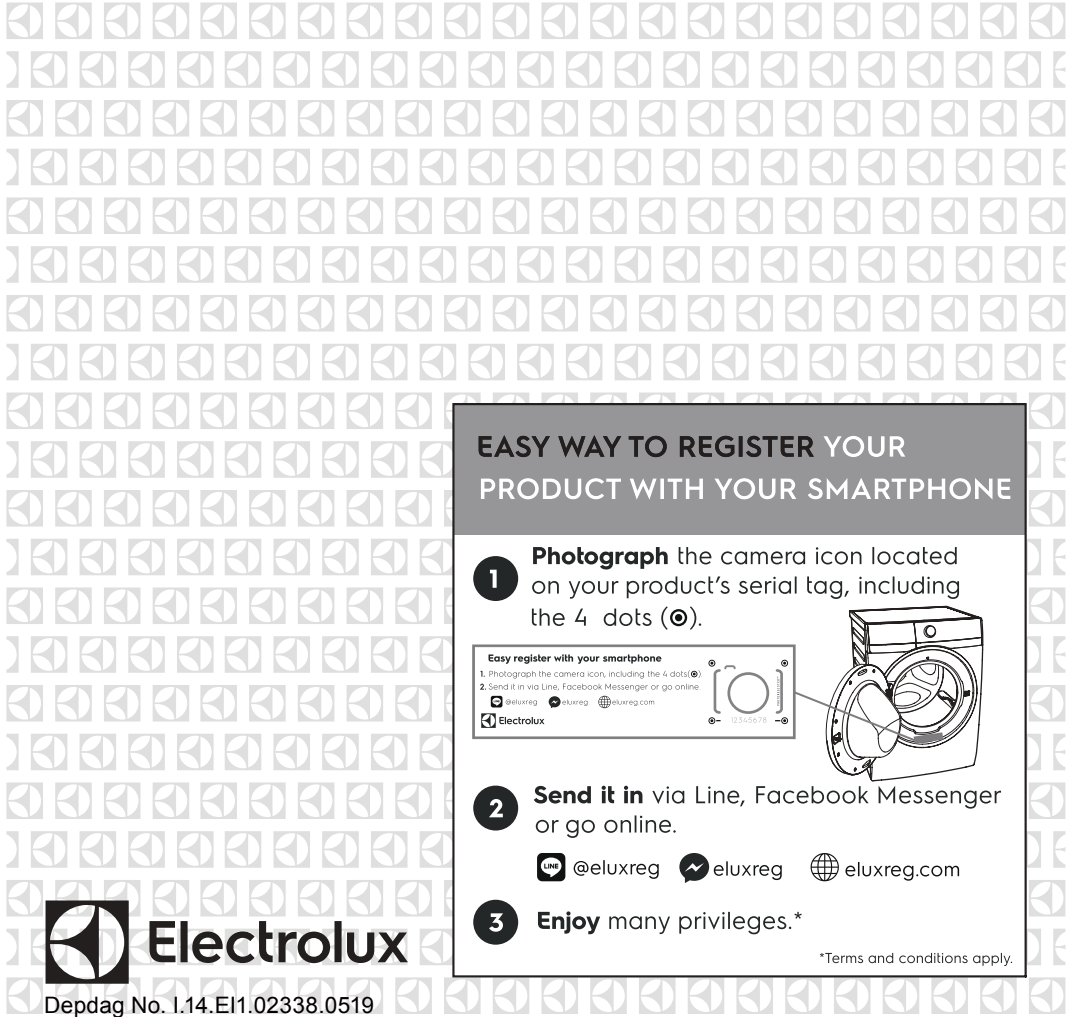 EASY WAY TO REGISTER YOUR
PRODUCT WITH YOUR SMARTPHONE
1
Photograph the camera icon located
on your product's serial tag, including
the 4 dots (◉).
Easy register with your smartphone
1. Photograph the camera icon, including the 4 dots(◉)
2. Send it in via Line, Facebook Messenger or go online
@eluxreg eluxreg eluxreg.com
Electrolux
12345678
2
Send it in via Line, Facebook Messenger
or go online.
LINE @eluxreg eluxreg eluxreg.com
3
Enjoy many privileges.*
*Terms and conditions apply.
Electrolux
Depdag No. I.14.EI1.02338.0519